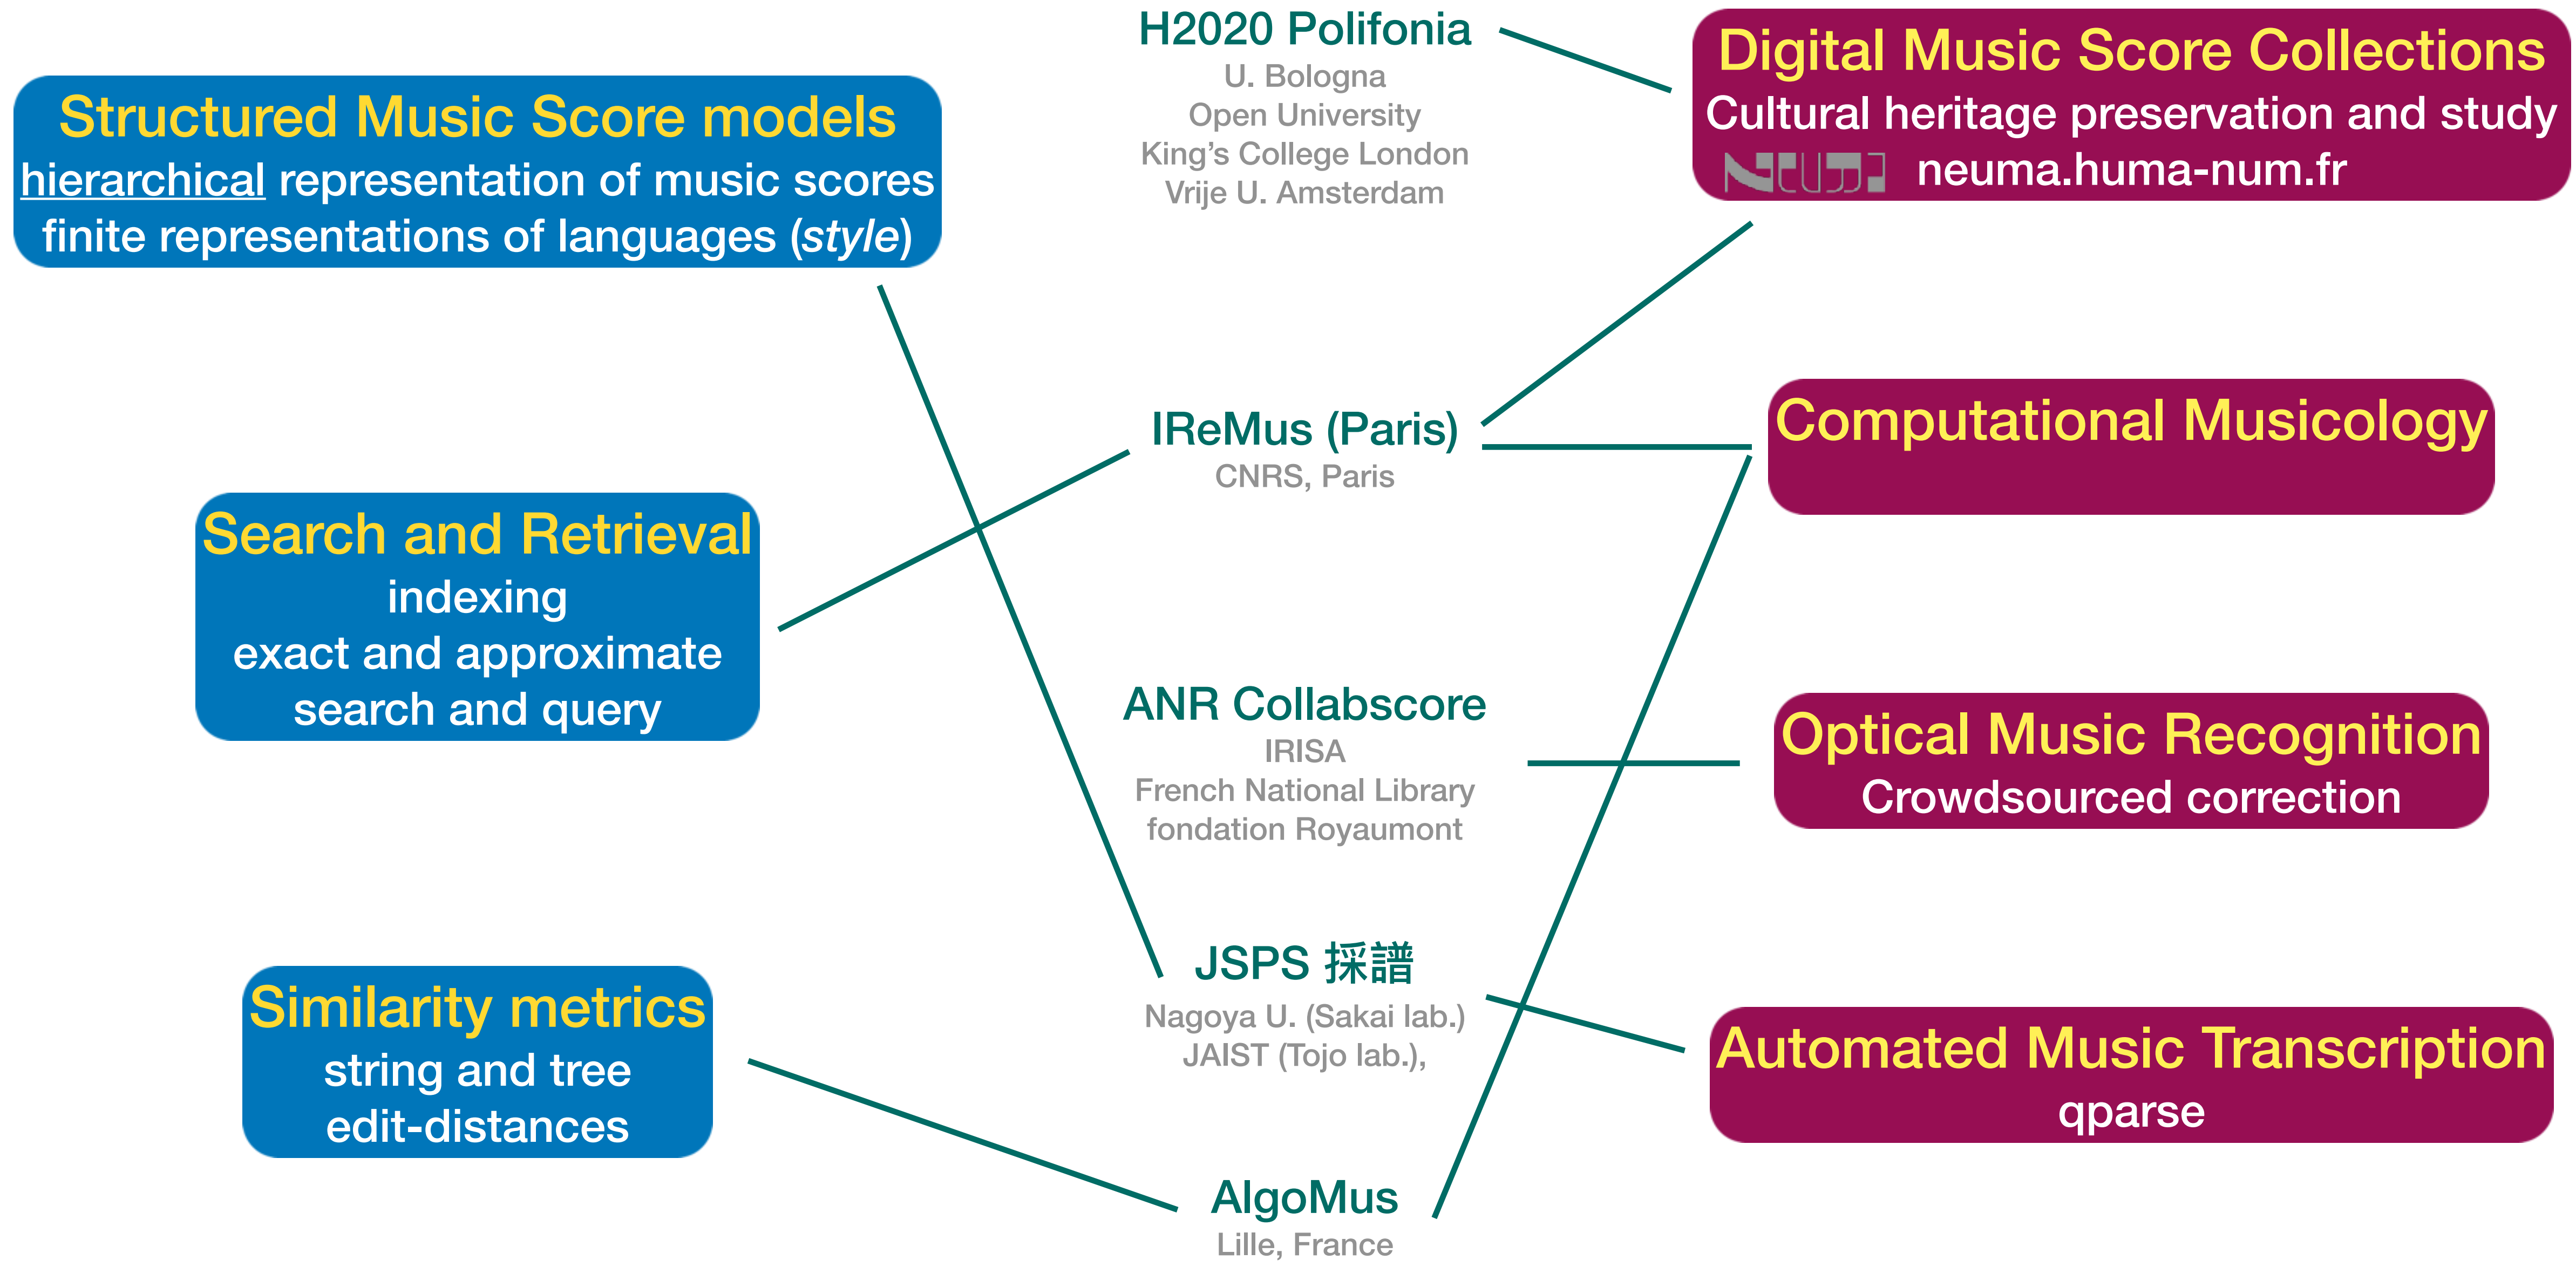 Structured Music Score models
hierarchical representation of music scores
finite representations of languages (style)
Search and Retrieval
indexing
exact and approximate
search and query
Similarity metrics
string and tree
edit-distances
H2020 Polifonia
U. Bologna
Open University
King’s College London
Vrije U. Amsterdam
IReMus (Paris)
CNRS, Paris
ANR Collabscore
IRISA
French National Library
fondation Royaumont
JSPS 採譜
Nagoya U. (Sakai lab.)
JAIST (Tojo lab.),
AlgoMus
Lille, France
Digital Music Score Collections
Cultural heritage preservation and study
Neuma neuma.huma-num.fr
Computational Musicology
Optical Music Recognition
Crowdsourced correction
Automated Music Transcription
qparse